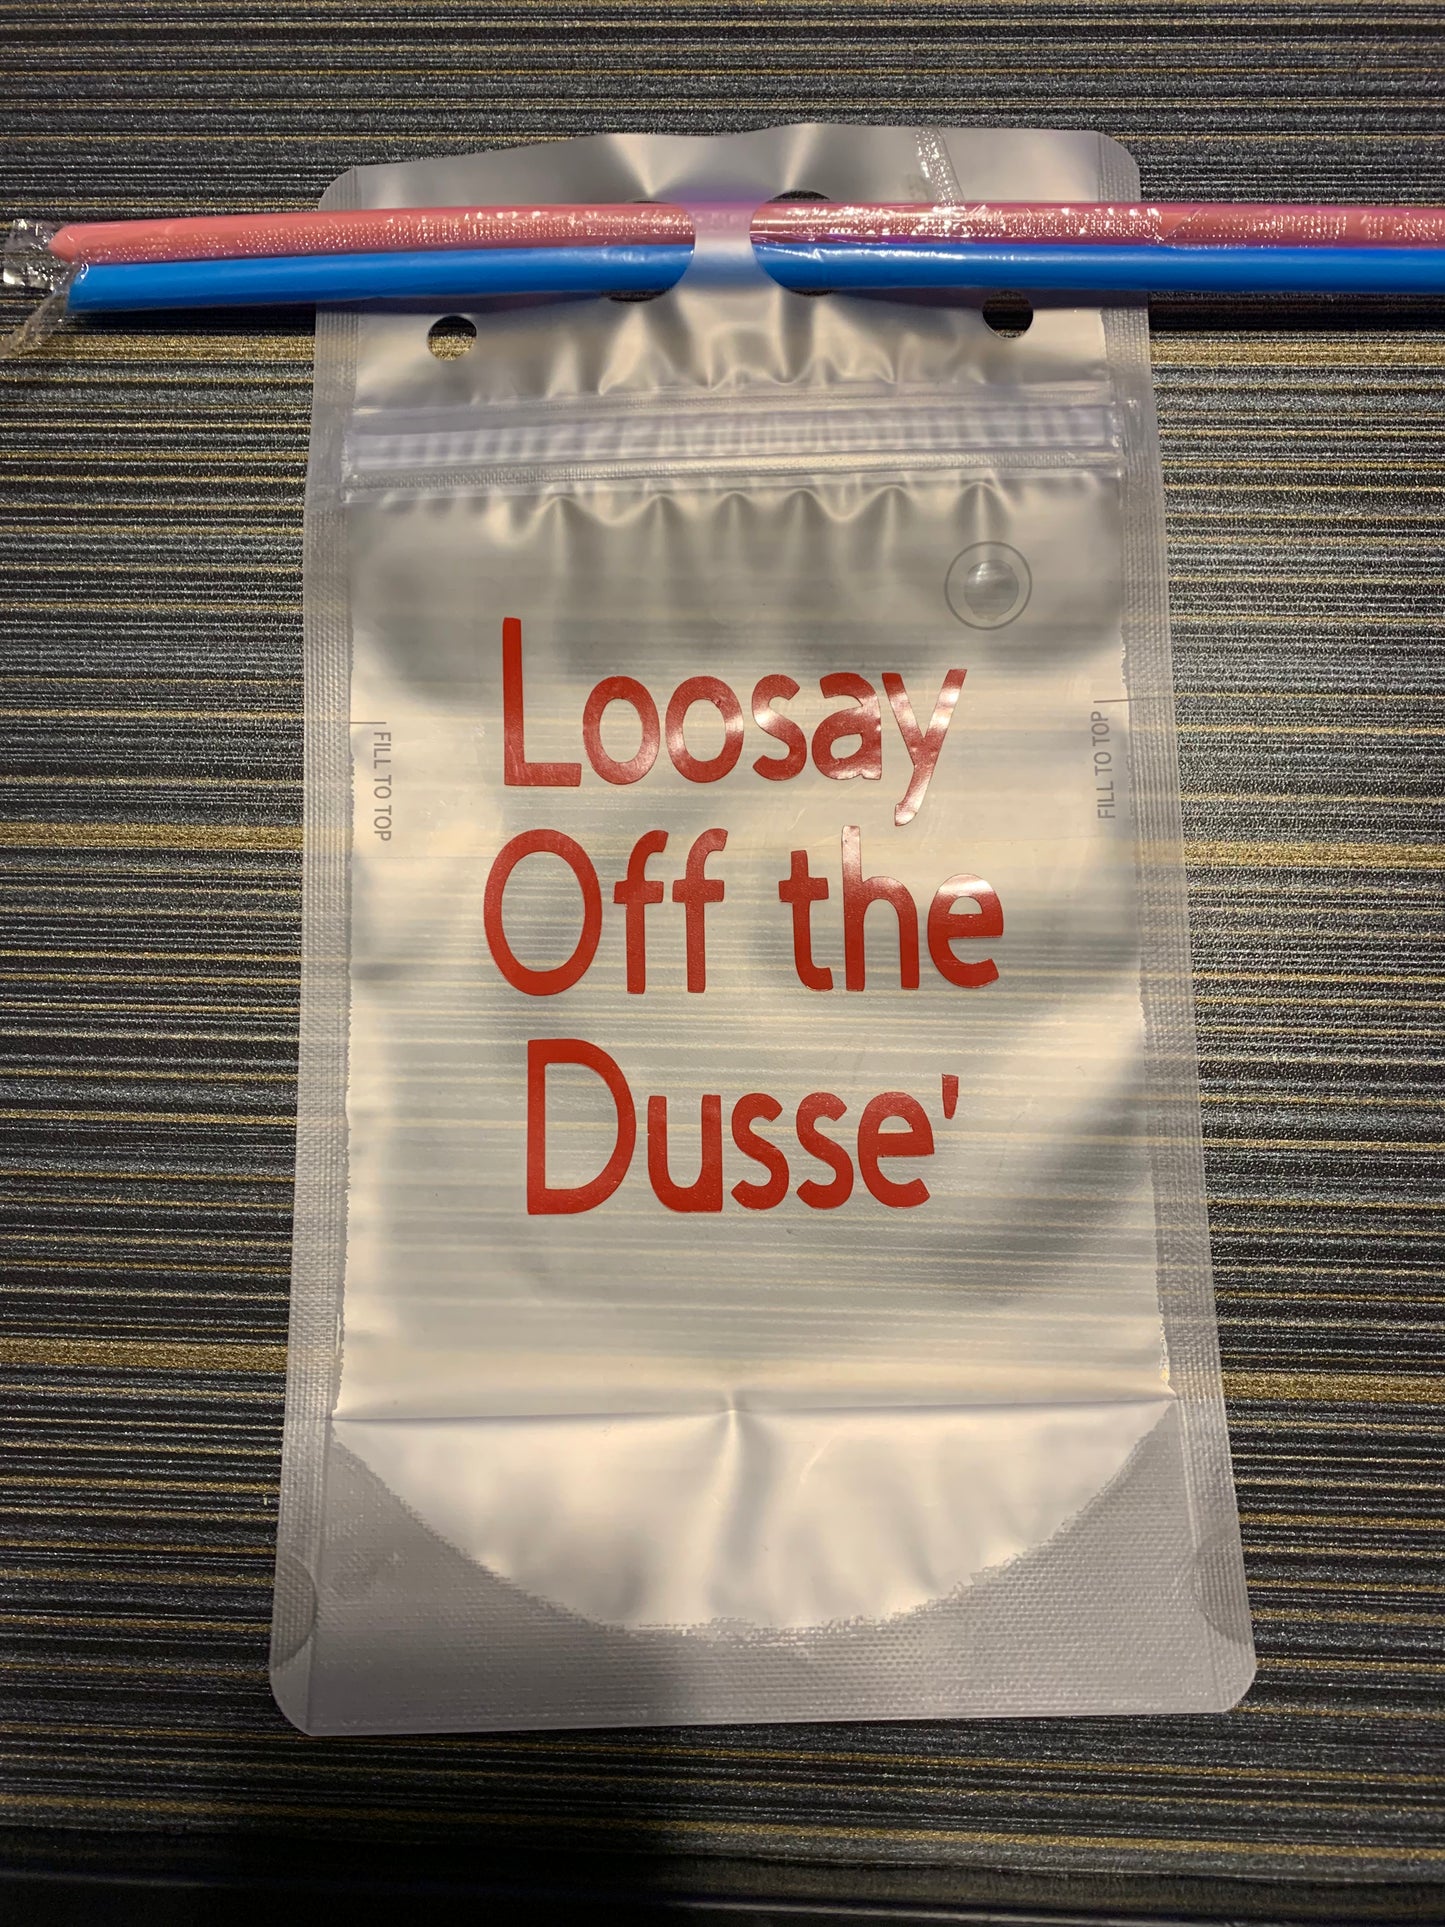 Loosay
Off the
Dusse'
FILL TO TOP
FILL TO TOP